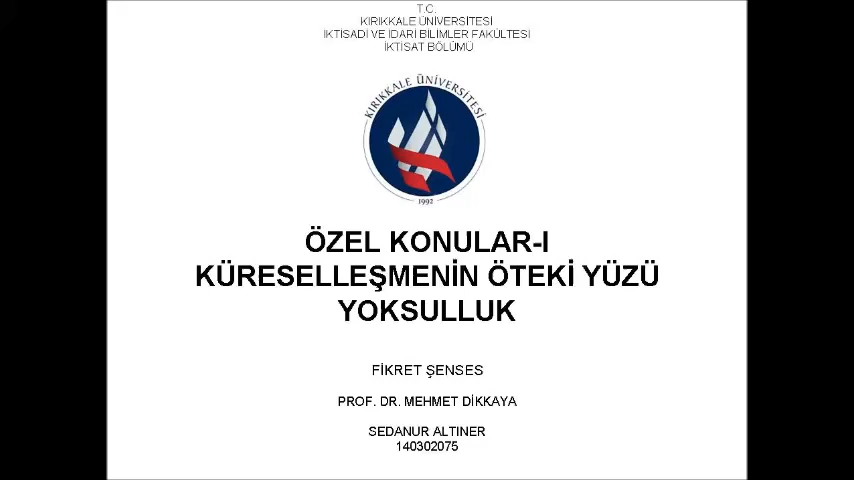 T.C.
KIRIKKALE ÜNİVERSİTESİ
İKTİSADİ VE İDARİ BİLİMLER FAKÜLTESİ
İKTİSAT BÖLÜMÜ
KIRIKKALE ÜNİVERSİTESİ
1992
ÖZEL KONULAR-I
KÜRESELLEŞMENİN ÖTEKİ YÜZÜ
YOKSULLUK
FİKRET ŞENSES
PROF. DR. MEHMET DİKKAYA
SEDANUR ALTINER
140302075